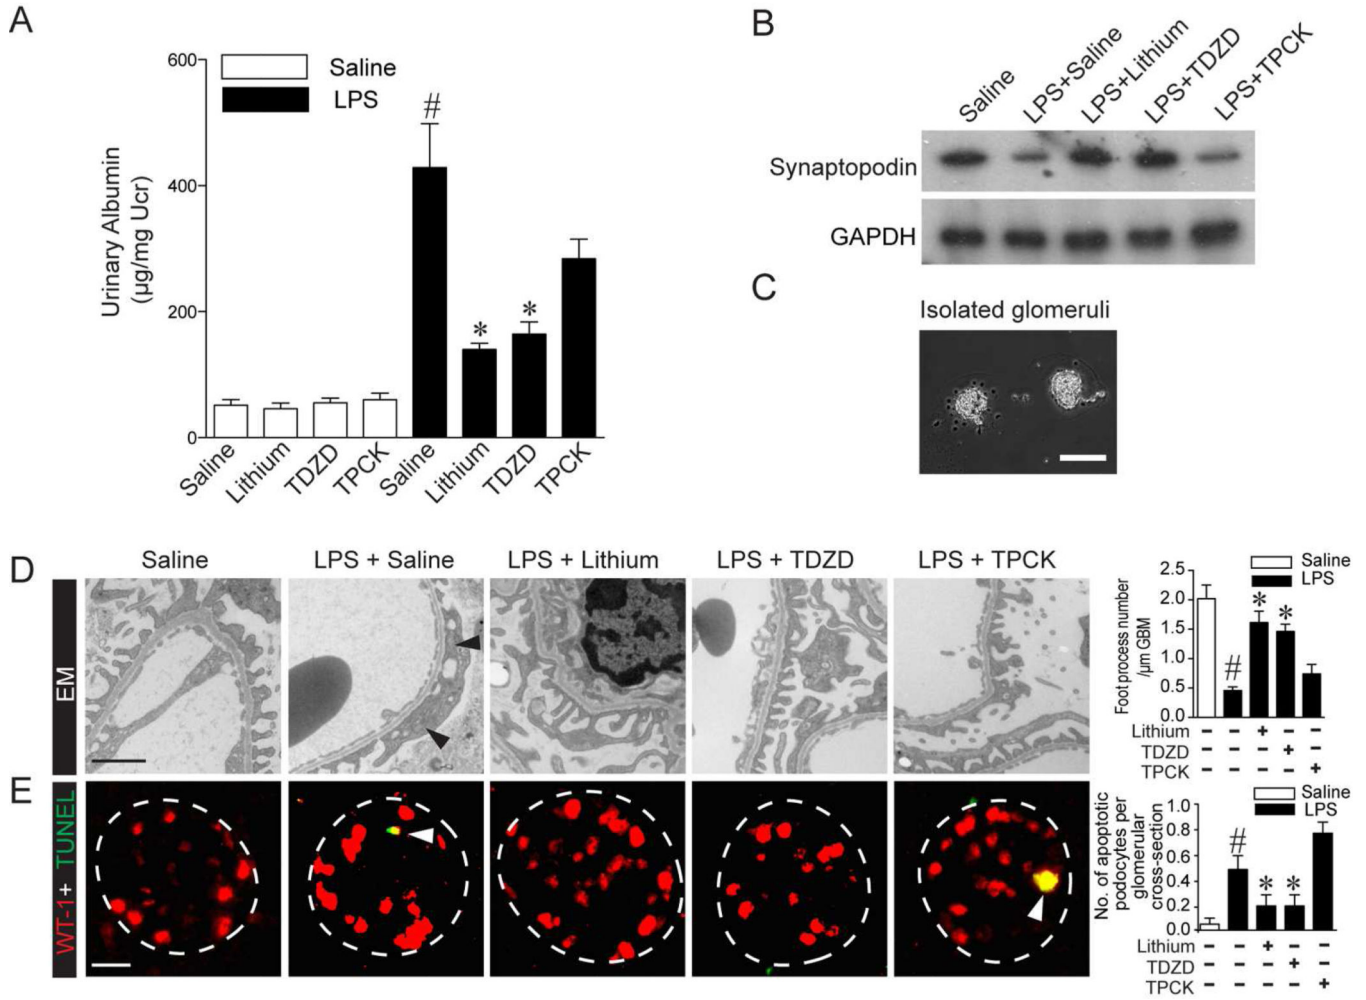 A
600
400
200
0
Urinary Albumin
(µg/mg Ucr)
Saline
LPS
#
*
*
Saline
Lithium
TDZD
TPCK
Saline
Lithium
TDZD
TPCK
B
Saline
LPS+Saline
LPS+Lithium
LPS+TDZD
LPS+TPCK
Synaptopodin
GAPDH
C
Isolated glomeruli
D
Saline
LPS + Saline
LPS + Lithium
LPS + TDZD
LPS + TPCK
EM
Saline
LPS
2.5
2.0
1.5
1.0
0.5
0.0
Foot process number
/µm GBM
#
*
*
Lithium – – + – –
TDZD – – – + –
TPCK – – – – +
E
WT-1+ TUNEL
Saline
LPS
1.0
0.8
0.6
0.4
0.2
0.0
No. of apoptotic
podocytes per
glomerular
cross-section
#
*
*
Lithium – – + – –
TDZD – – – + –
TPCK – – – – +